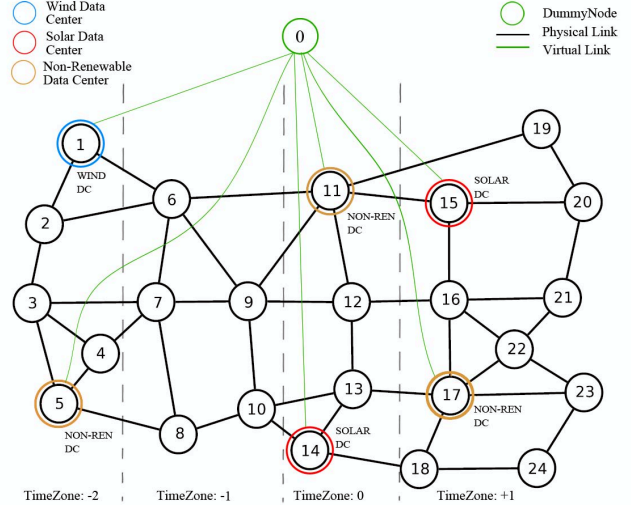 Wind Data
Center
Solar Data
Center
Non-Renewable
Data Center
0
DummyNode
Physical Link
Virtual Link
1
WIND
DC
19
6
11
NON-REN
DC
SOLAR
DC
15
20
2
3
7
9
12
16
21
4
22
5
NON-REN
DC
8
10
13
17
NON-REN
DC
23
SOLAR
DC
14
18
24
TimeZone: -2
TimeZone: -1
TimeZone: 0
TimeZone: +1